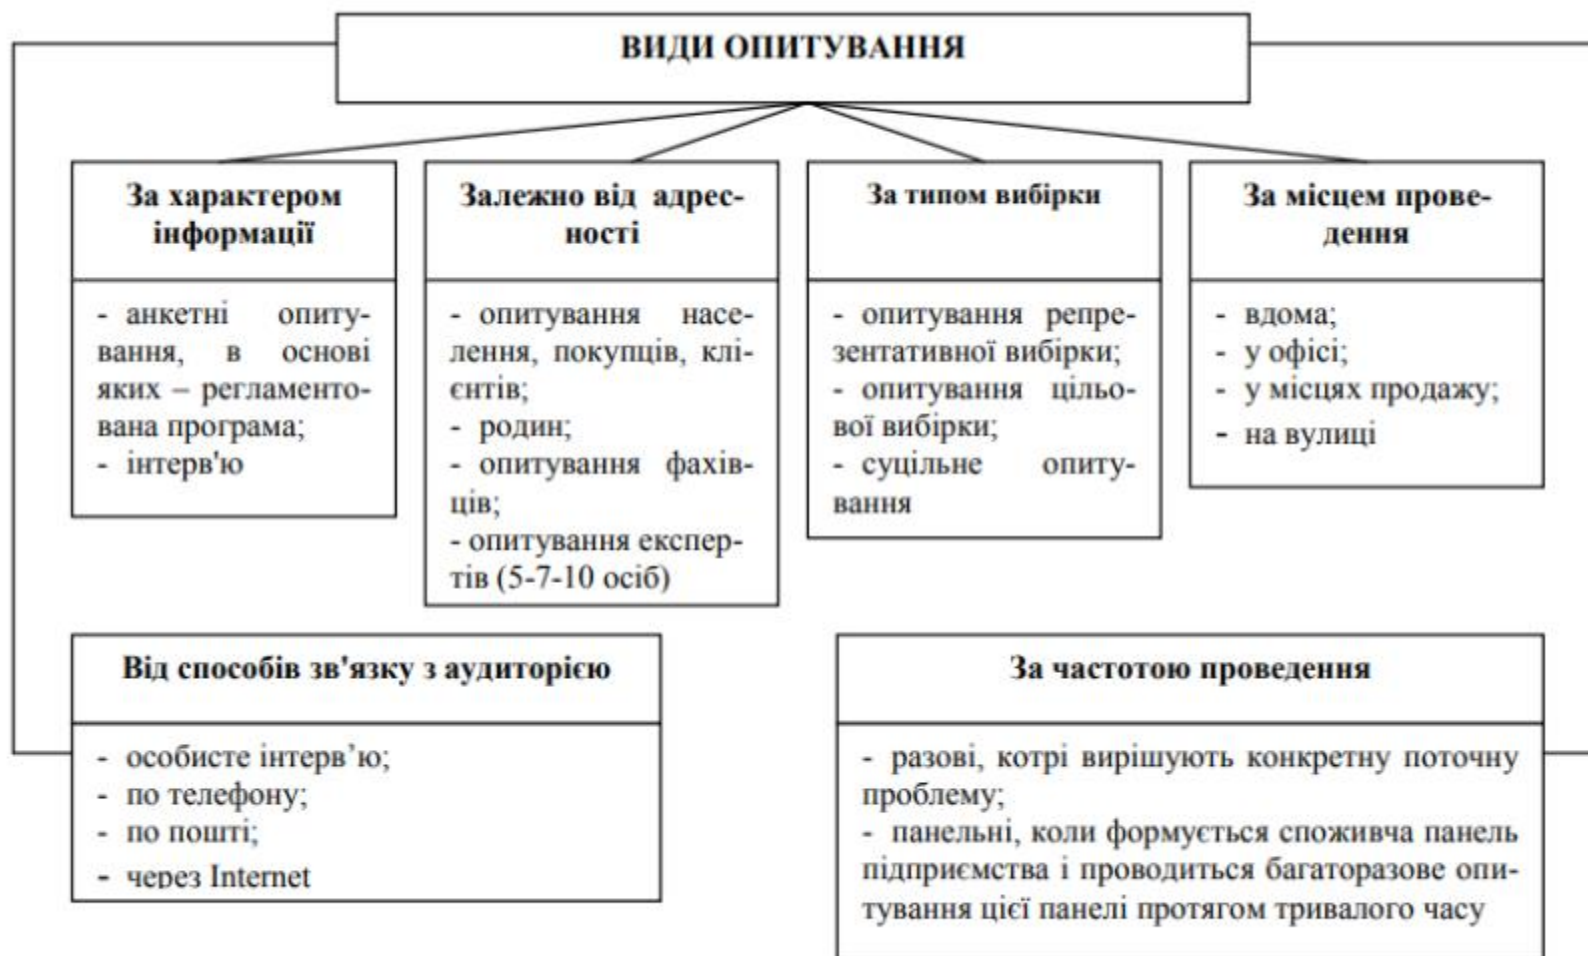 ВИДИ ОПИТУВАННЯ
За характером
інформації
- анкетні опиту-
вання, в основі
яких – регламенто-
вана програма;
- інтерв'ю
Залежно від адрес-
ності
- опитування насе-
лення, покупців, клі-
єнтів;
- родин;
- опитування фахів-
ців;
- опитування експер-
тів (5-7-10 осіб)
За типом вибірки
- опитування репре-
зентативної вибірки;
- опитування цільо-
вої вибірки;
- суцільне опиту-
вання
За місцем прове-
дення
- вдома;
- у офісі;
- у місцях продажу;
- на вулиці
Від способів зв'язку з аудиторією
- особисте інтерв’ю;
- по телефону;
- по пошті;
- через Internet
За частотою проведення
- разові, котрі вирішують конкретну поточну
проблему;
- панельні, коли формується споживча панель
підприємства і проводиться багаторазове опи-
тування цієї панелі протягом тривалого часу